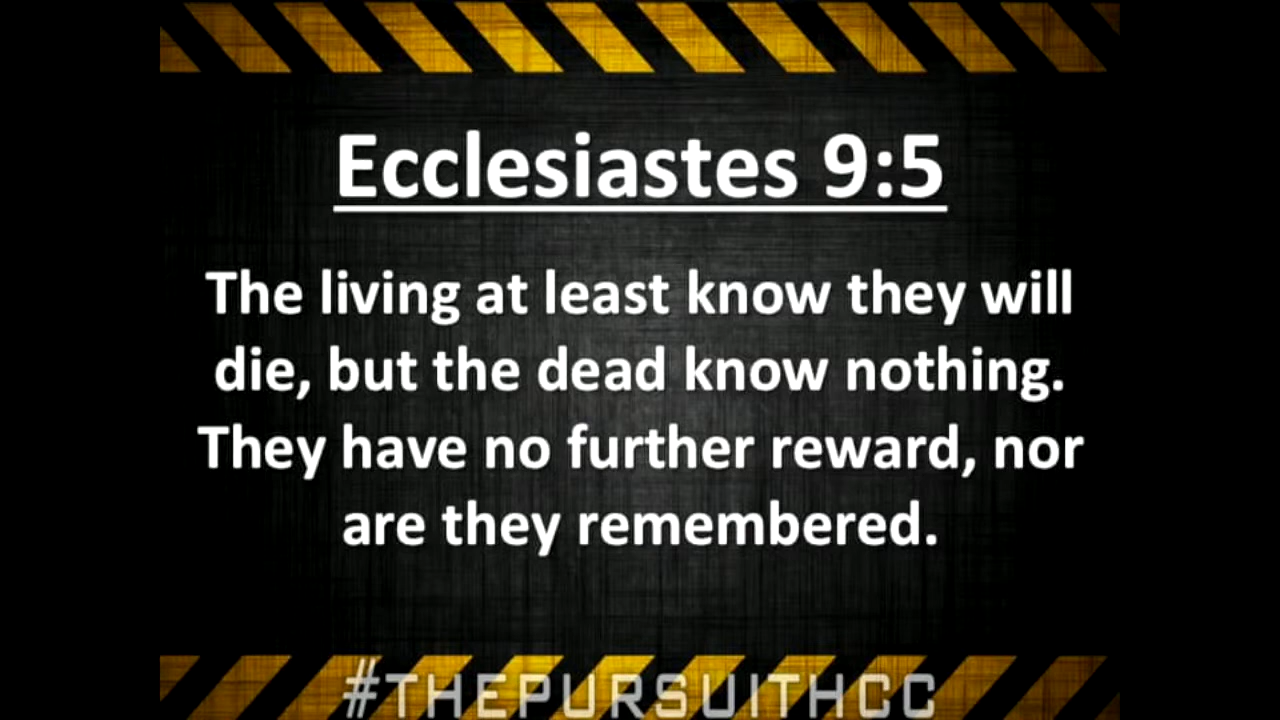 Ecclesiastes 9:5
The living at least know they will
die, but the dead know nothing.
They have no further reward, nor
are they remembered.
#THEPURSUITHCC